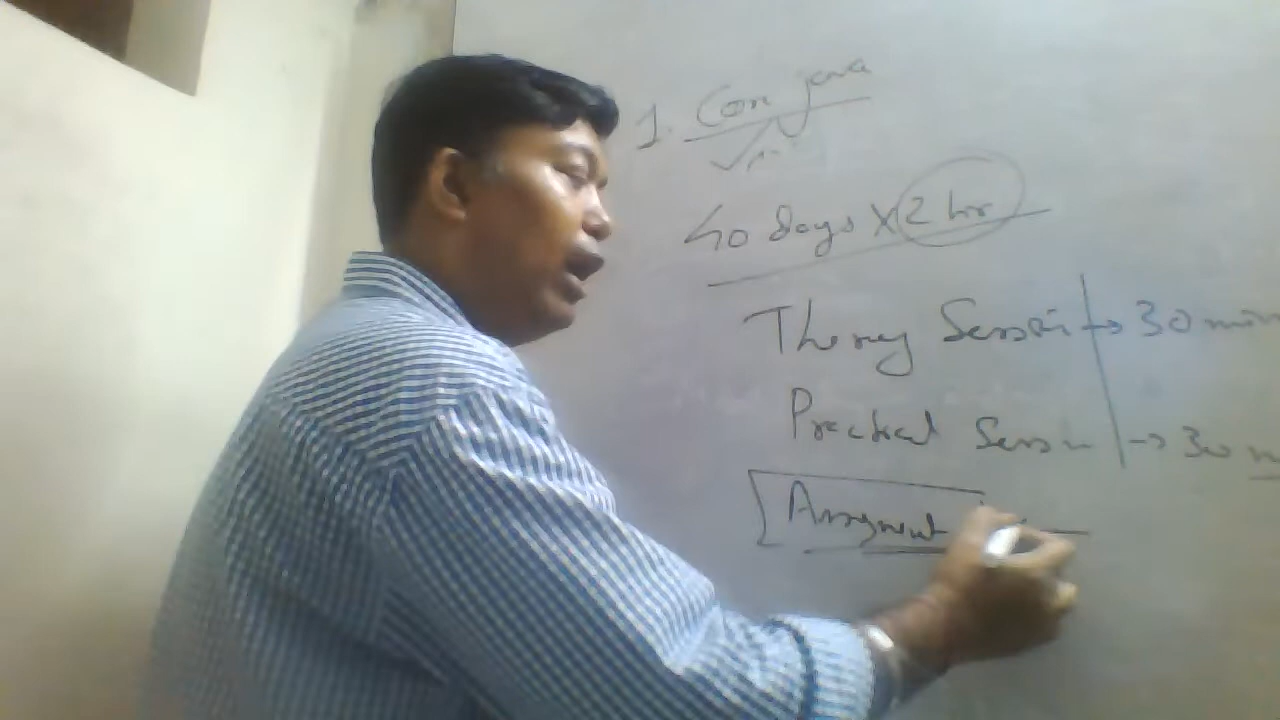 1. Core java
40 days X 2 hr
Theory Session → 30 min
Practical Session → 30 m
Assignment